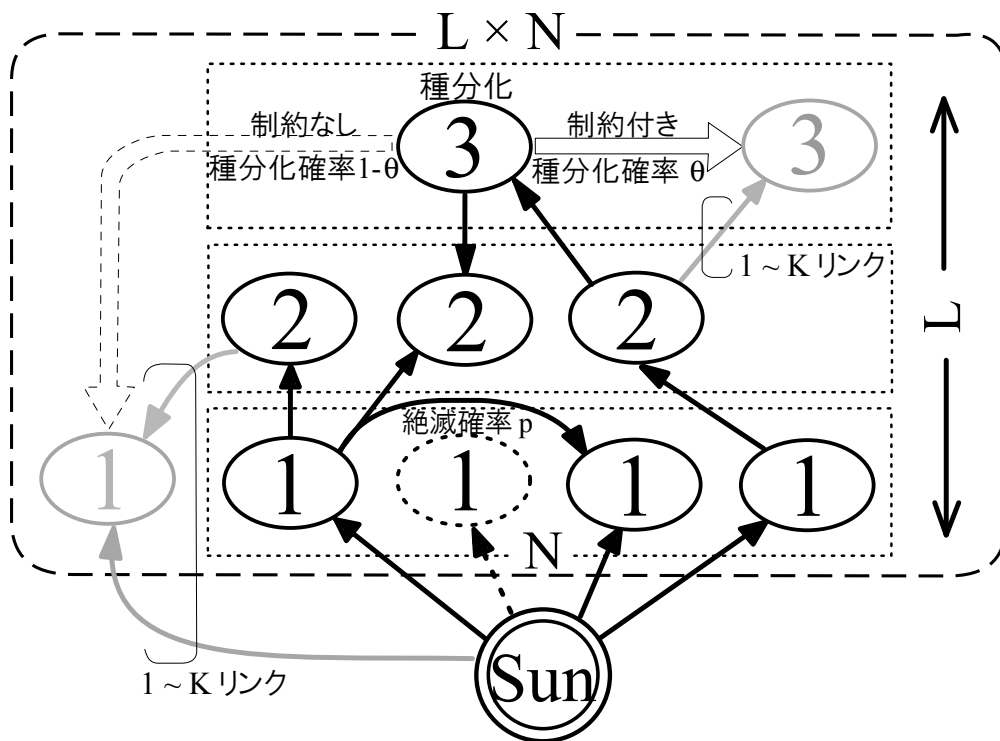 L × N
種分化
制約なし
3
制約付き
3
種分化確率1-θ
種分化確率 θ
1 ~ K リンク
2
2
2
L
絶滅確率 p
1
1
1
1
1
N
Sun
1 ~ K リンク